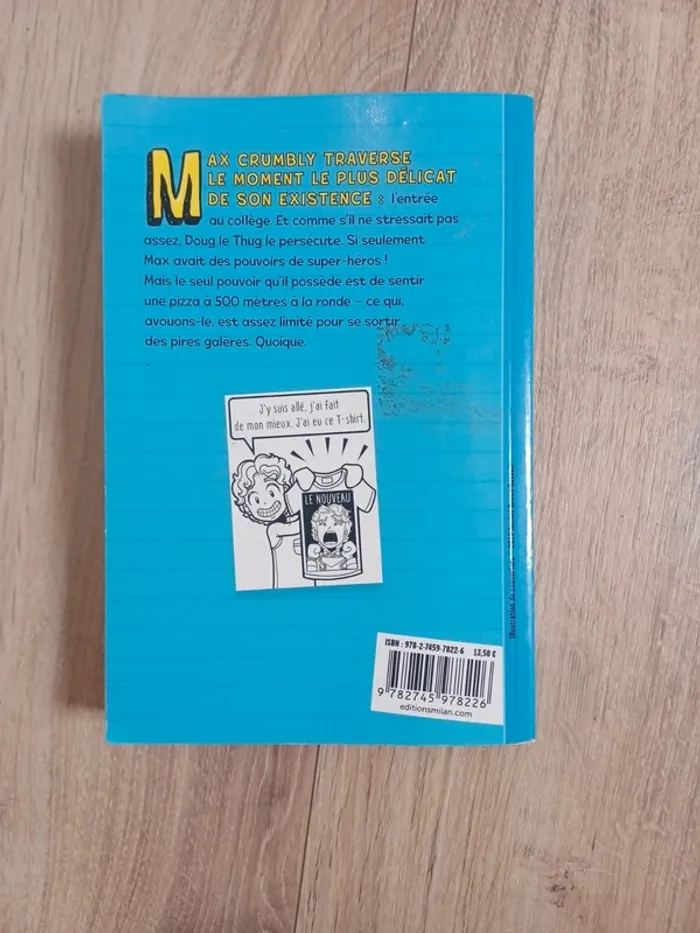 MAX CRUMBLY TRAVERSE
LE MOMENT LE PLUS DÉLICAT
DE SON EXISTENCE : l'entrée
au collège. Et comme s'il ne stressait pas
assez, Doug le Thug le persécute. Si seulement
Max avait des pouvoirs de super-héros !
Mais le seul pouvoir qu'il possède est de sentir
une pizza à 500 mètres à la ronde – ce qui,
avouons-le, est assez limité pour se sortir
des pires galères. Quoique.
J'y suis allé, j'ai fait
de mon mieux. J'ai eu ce T-shirt.
LE NOUVEAU
ISBN : 978-2-7459-7822-6 13,50 €
9 782745 978226
editionsmilan.com
Illustration de couverture